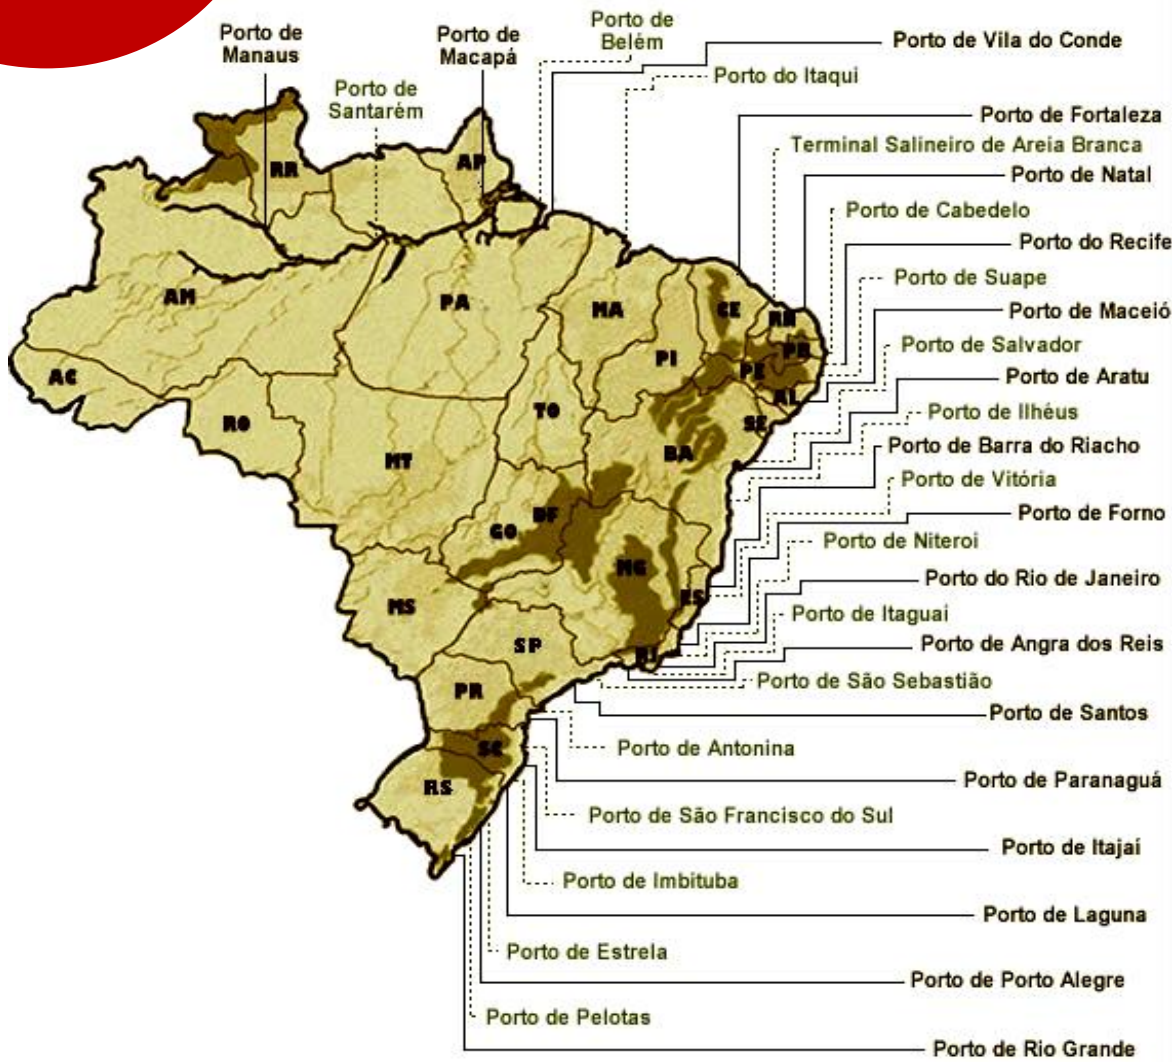 Porto de
Manaus
Porto de
Santarém
Porto de
Macapá
Porto de
Belém
Porto de Vila do Conde
Porto do Itaqui
Porto de Fortaleza
Terminal Salineiro de Areia Branca
Porto de Natal
Porto de Cabedelo
Porto do Recife
Porto de Suape
Porto de Maceió
Porto de Salvador
Porto de Aratu
Porto de Ilhéus
Porto de Barra do Riacho
Porto de Vitória
Porto de Forno
Porto de Niteroi
Porto do Rio de Janeiro
Porto de Itaguaí
Porto de Angra dos Reis
Porto de São Sebastião
Porto de Santos
Porto de Antonina
Porto de Paranaguá
Porto de São Francisco do Sul
Porto de Itajaí
Porto de Imbituba
Porto de Laguna
Porto de Estrela
Porto de Porto Alegre
Porto de Pelotas
Porto de Rio Grande
RR
AP
AM
PA
MA
CE
RN
PB
PI
PE
AL
AC
RO
TO
SE
MT
BA
DF
GO
MG
MS
ES
SP
RJ
PR
SC
RS